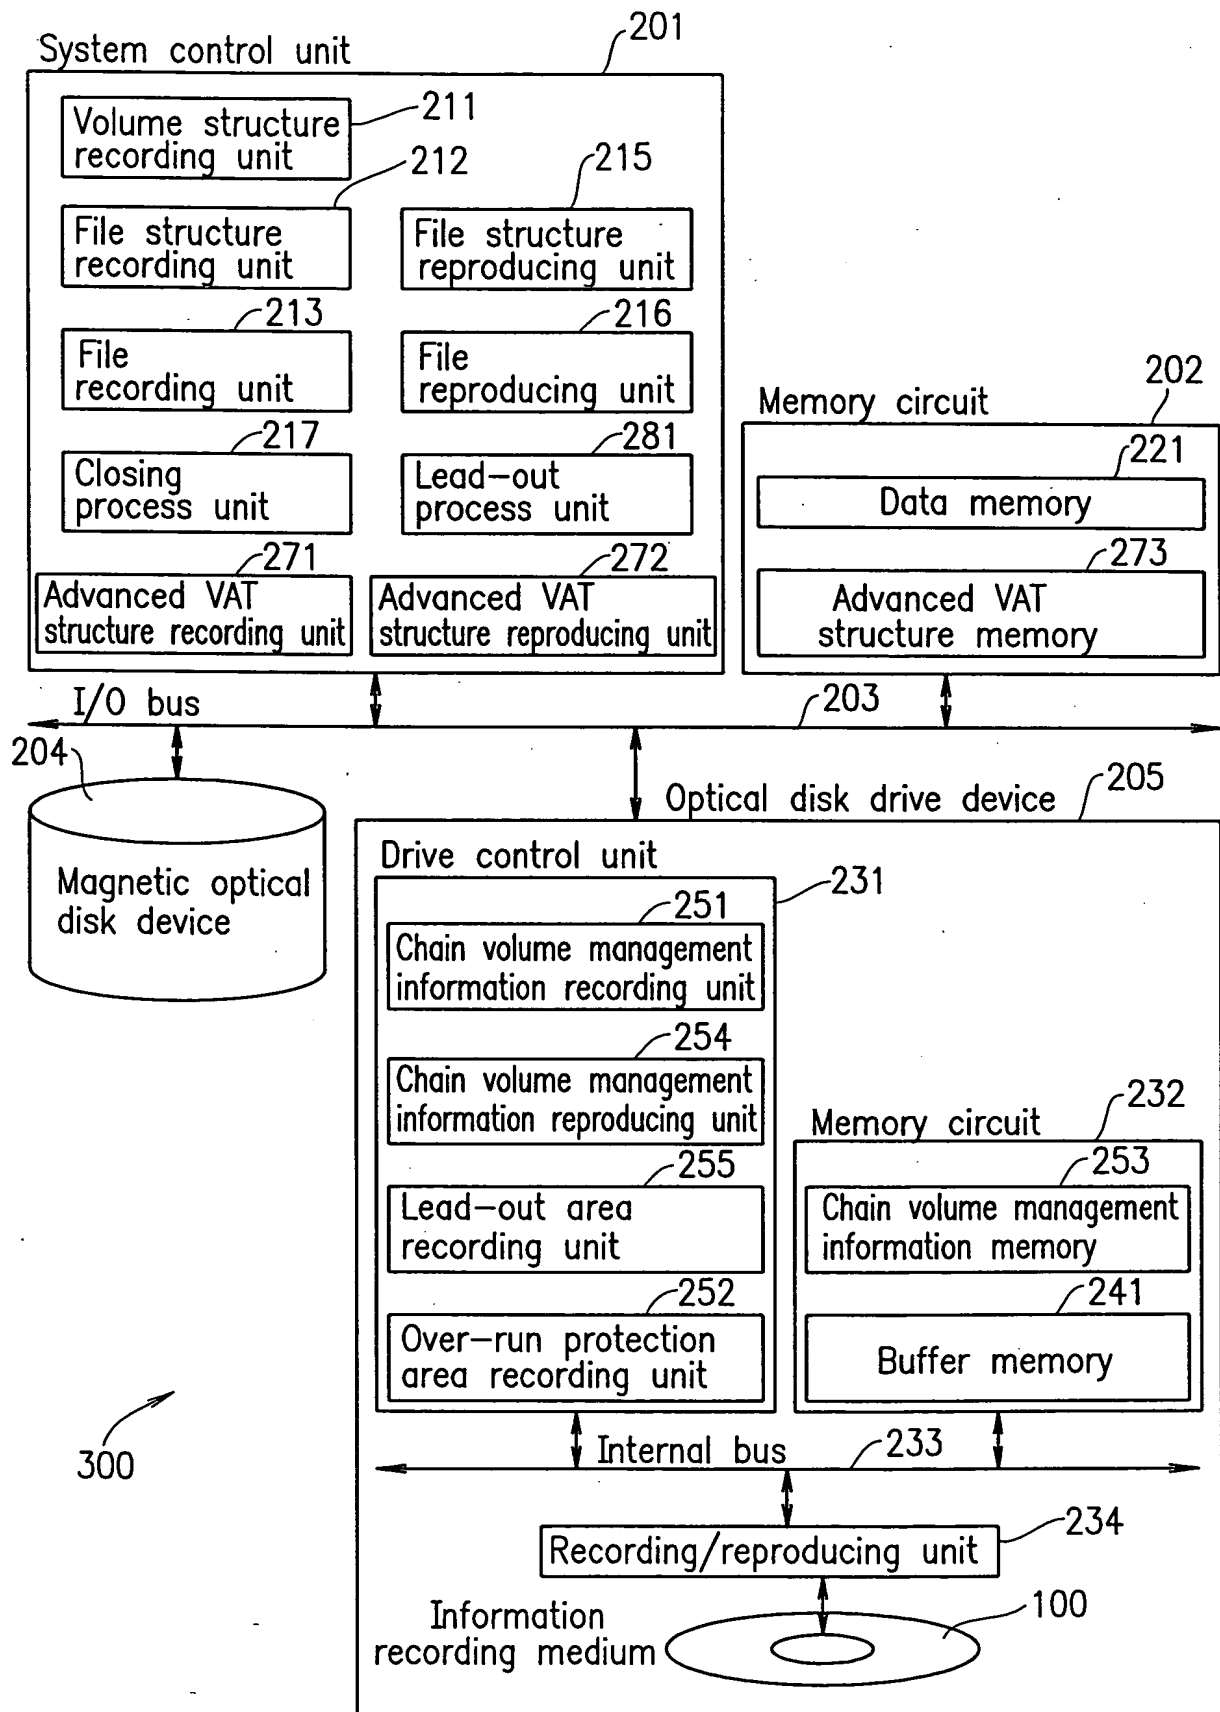 System control unit
201
Volume structure
recording unit
211
212
File structure
recording unit
215
File structure
reproducing unit
213
File
recording unit
216
File
reproducing unit
217
Closing
process unit
281
Lead-out
process unit
271
Advanced VAT
structure recording unit
272
Advanced VAT
structure reproducing unit
202
Memory circuit
221
Data memory
273
Advanced VAT
structure memory
I/O bus
203
204
Magnetic optical
disk device
205
Optical disk drive device
Drive control unit
231
251
Chain volume management
information recording unit
254
Chain volume management
information reproducing unit
255
Lead-out area
recording unit
252
Over-run protection
area recording unit
232
Memory circuit
253
Chain volume management
information memory
241
Buffer memory
300
Internal bus
233
234
Recording/reproducing unit
Information
recording medium
100